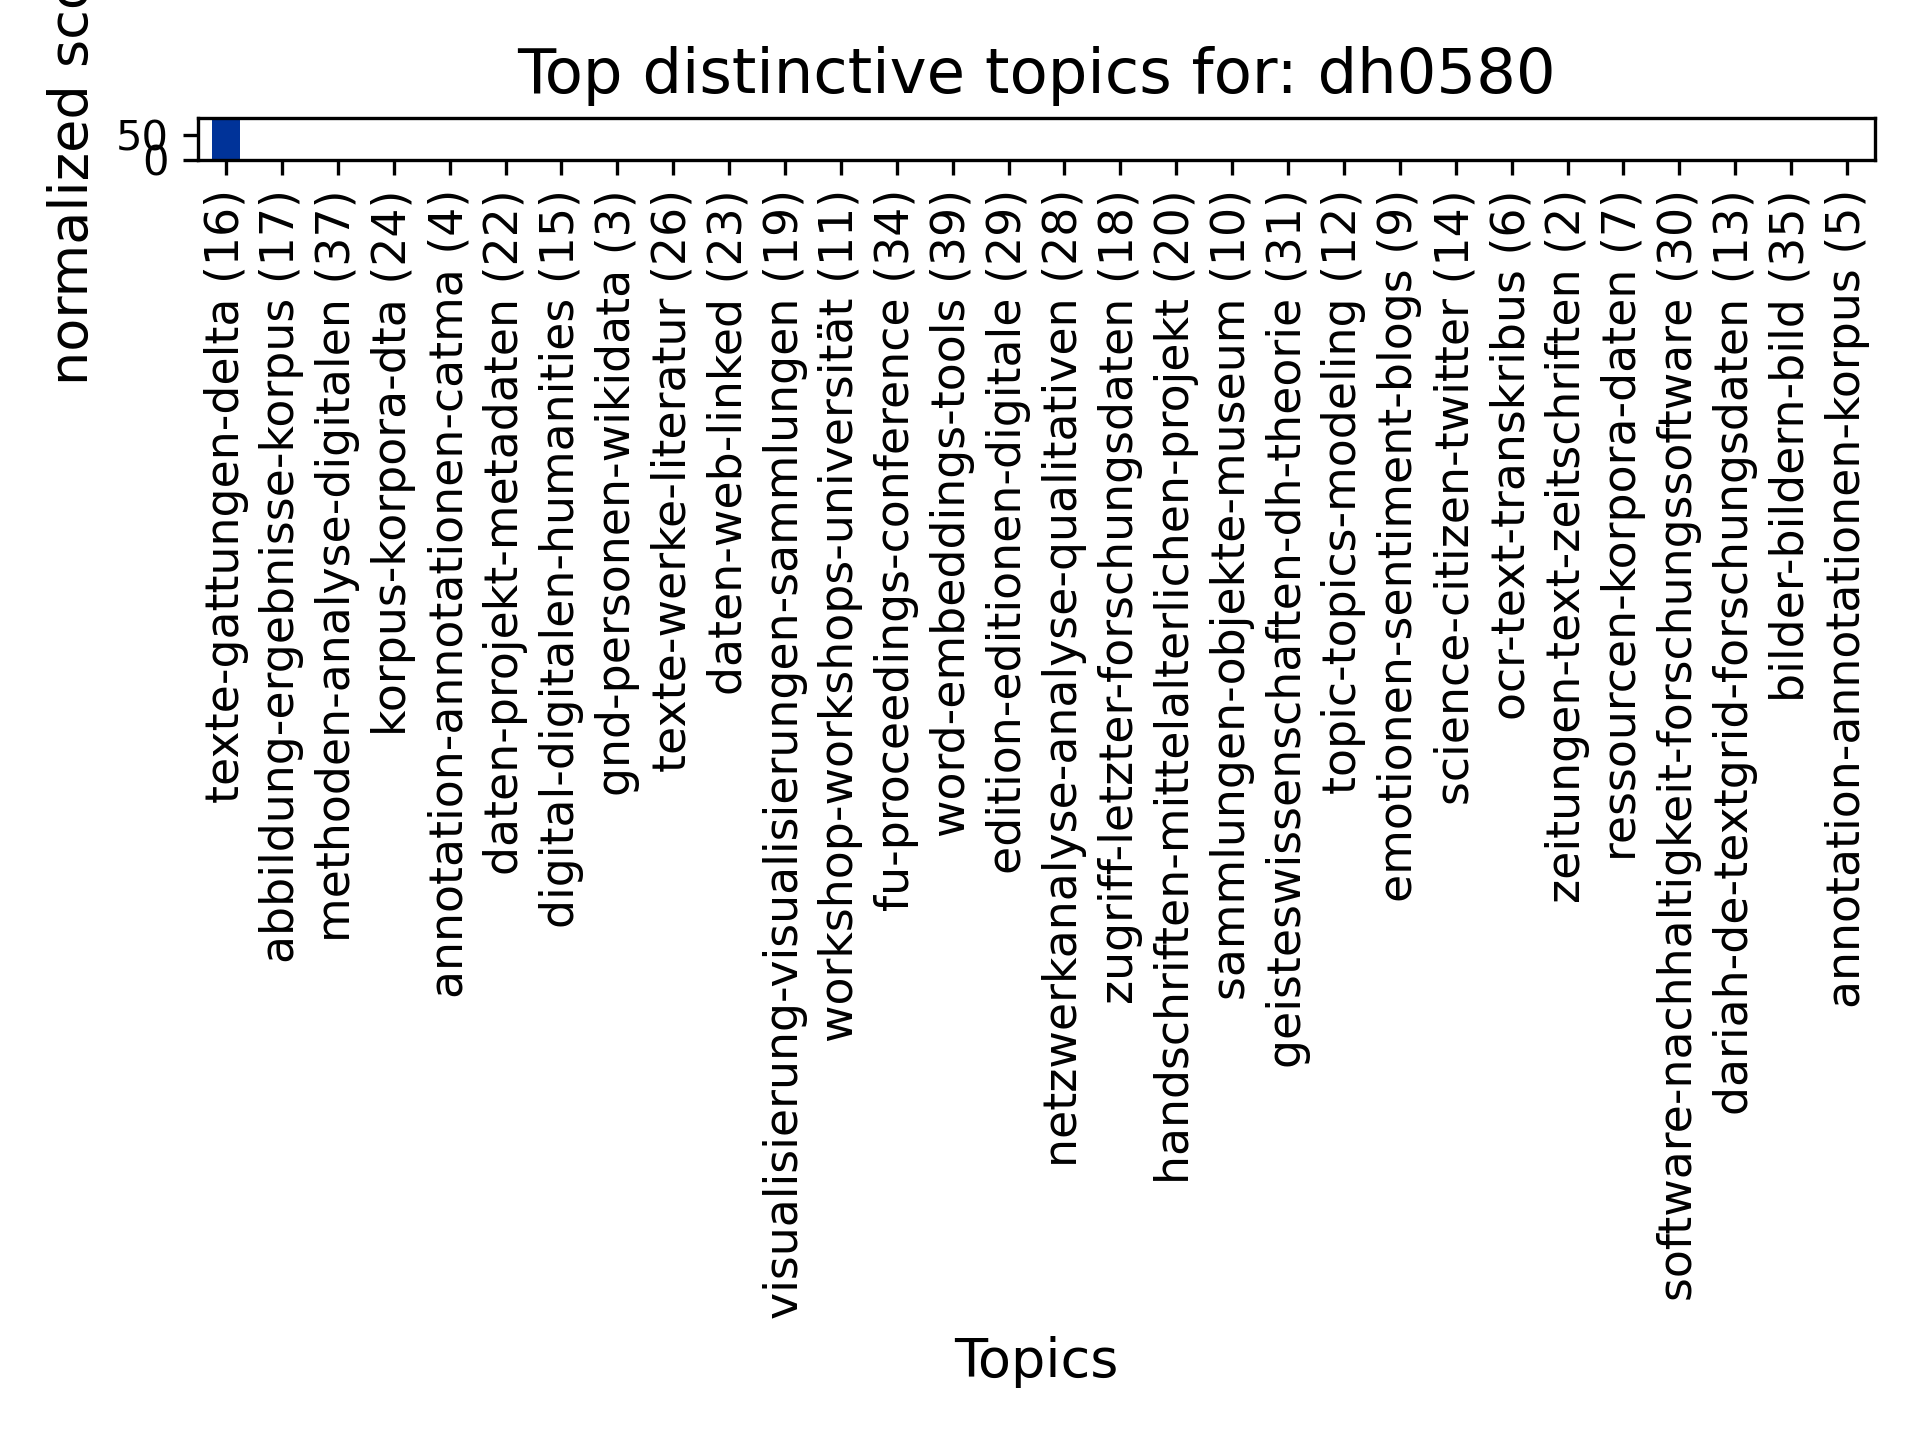 Top distinctive topics for: dh0580
normalized sco
50
0
texte-gattungen-delta (16)
abbildung-ergebnisse-korpus (17)
methoden-analyse-digitalen (37)
korpus-korpora-dta (24)
annotation-annotationen-catma (4)
daten-projekt-metadaten (22)
digital-digitalen-humanities (15)
gnd-personen-wikidata (3)
texte-werke-literatur (26)
daten-web-linked (23)
visualisierung-visualisierungen-sammlungen (19)
workshop-workshops-universität (11)
fu-proceedings-conference (34)
word-embeddings-tools (39)
edition-editionen-digitale (29)
netzwerkanalyse-analyse-qualitativen (28)
zugriff-letzter-forschungsdaten (18)
handschriften-mittelalterlichen-projekt (20)
sammlungen-objekte-museum (10)
geisteswissenschaften-dh-theorie (31)
topic-topics-modeling (12)
emotionen-sentiment-blogs (9)
science-citizen-twitter (14)
ocr-text-transkribus (6)
zeitungen-text-zeitschriften (2)
ressourcen-korpora-daten (7)
software-nachhaltigkeit-forschungssoftware (30)
dariah-de-textgrid-forschungsdaten (13)
bilder-bildern-bild (35)
annotation-annotationen-korpus (5)
Topics